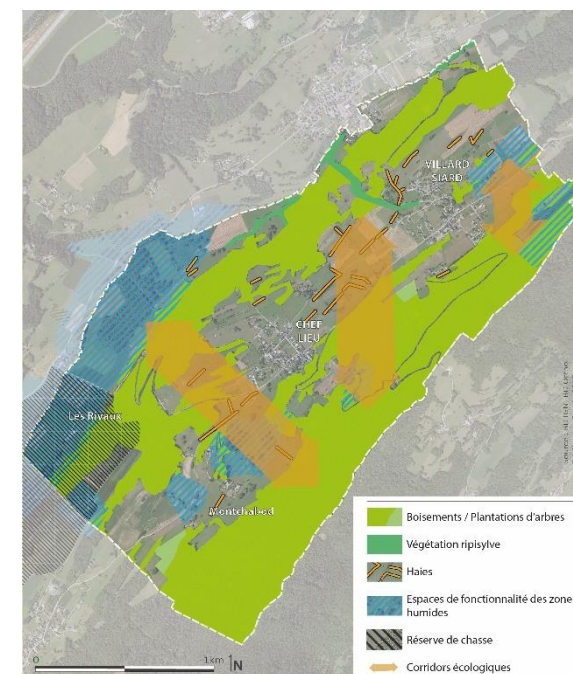 VILLARD
SIARD
CHEF
LIEU
Les Rivaux
Boisements / Plantations d'arbres
Végétation ripisylve
Haies
Espaces de fonctionnalité des zone
humides
Réserve de chasse
Corridors écologiques
0 1km N